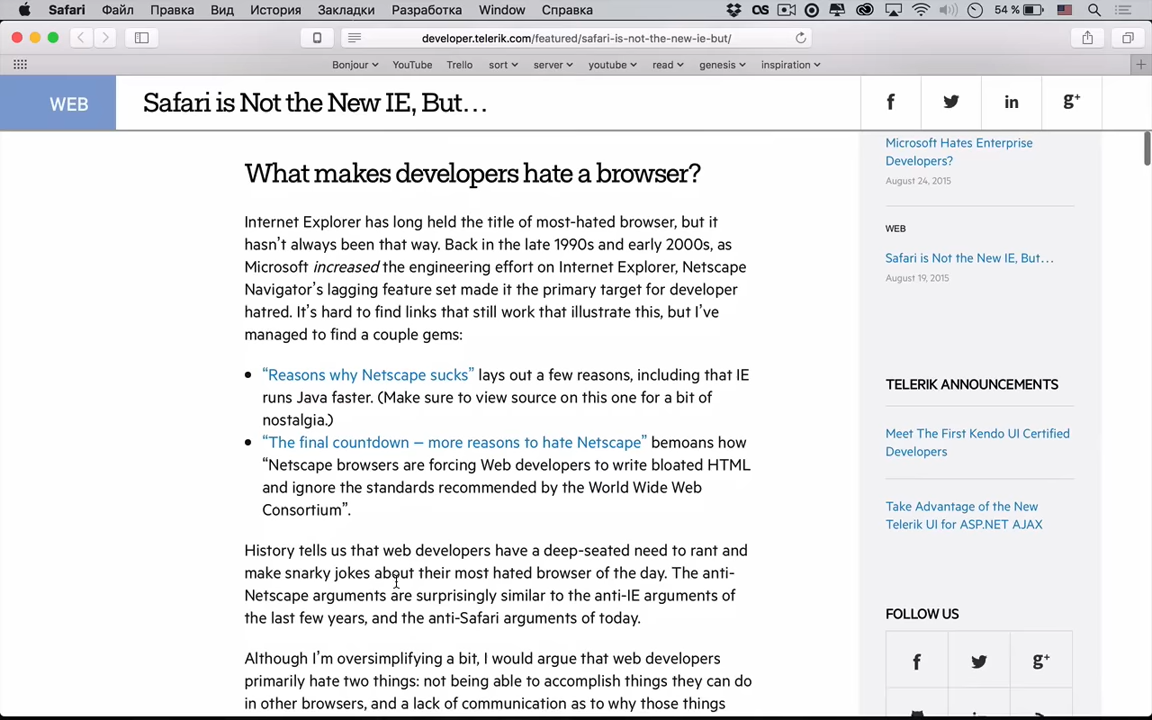 Safari Файл Правка Вид История Закладки Разработка Window Справка 54 %
developer.telerik.com/featured/safari-is-not-the-new-ie-but/
Bonjour YouTube Trello sort server youtube read genesis inspiration
WEB
Safari is Not the New IE, But…
f in g+
What makes developers hate a browser?
Internet Explorer has long held the title of most-hated browser, but it
hasn’t always been that way. Back in the late 1990s and early 2000s, as
Microsoft increased the engineering effort on Internet Explorer, Netscape
Navigator’s lagging feature set made it the primary target for developer
hatred. It’s hard to find links that still work that illustrate this, but I’ve
managed to find a couple gems:
• “Reasons why Netscape sucks” lays out a few reasons, including that IE
runs Java faster. (Make sure to view source on this one for a bit of
nostalgia.)
• “The final countdown – more reasons to hate Netscape” bemoans how
“Netscape browsers are forcing Web developers to write bloated HTML
and ignore the standards recommended by the World Wide Web
Consortium”.
History tells us that web developers have a deep-seated need to rant and
make snarky jokes about their most hated browser of the day. The anti-
Netscape arguments are surprisingly similar to the anti-IE arguments of
the last few years, and the anti-Safari arguments of today.
Although I’m oversimplifying a bit, I would argue that web developers
primarily hate two things: not being able to accomplish things they can do
in other browsers, and a lack of communication as to why those things
Microsoft Hates Enterprise
Developers?
August 24, 2015
WEB
Safari is Not the New IE, But…
August 19, 2015
TELERIK ANNOUNCEMENTS
Meet The First Kendo UI Certified
Developers
Take Advantage of the New
Telerik UI for ASP.NET AJAX
FOLLOW US
f g+